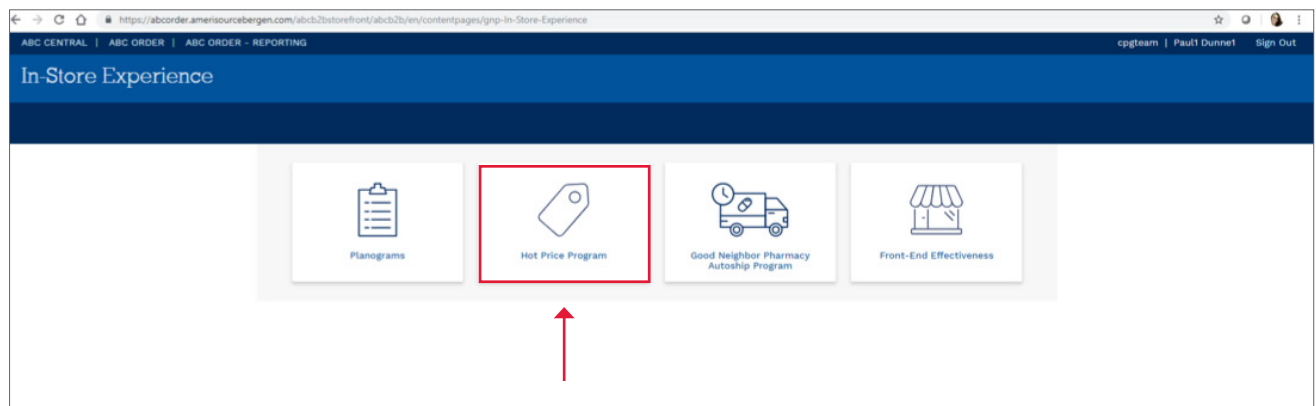 https://abcorder.amerisourcebergen.com/abcb2bstorefront/abcb2b/en/contentpages/gnp-In-Store-Experience
ABC CENTRAL | ABC ORDER | ABC ORDER - REPORTING
cpgteam | Paul1 Dunne1 Sign Out
In-Store Experience
Planograms
Hot Price Program
Good Neighbor Pharmacy
Autoship Program
Front-End Effectiveness